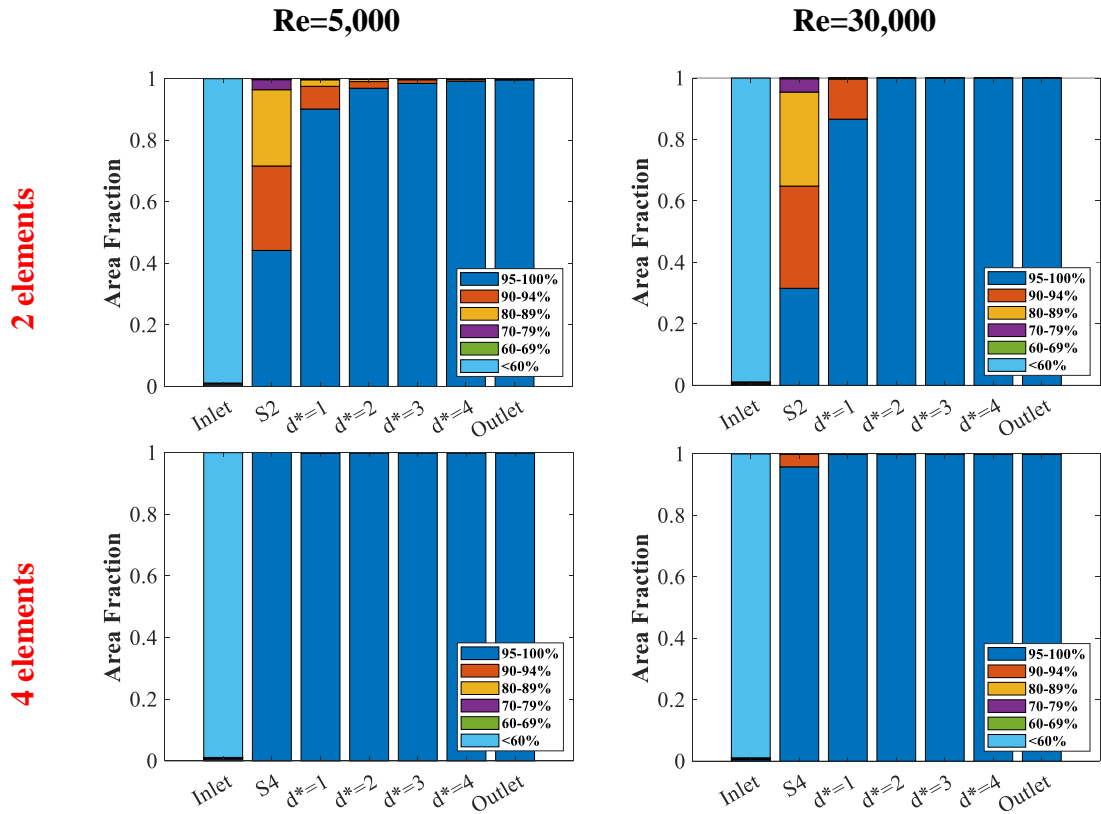 Re=5,000
Re=30,000
2 elements
Area Fraction
1
0.8
0.6
0.4
0.2
0
95-100%
90-94%
80-89%
70-79%
60-69%
<60%
Inlet
S2
d*=1
d*=2
d*=3
d*=4
Outlet
Area Fraction
1
0.8
0.6
0.4
0.2
0
95-100%
90-94%
80-89%
70-79%
60-69%
<60%
Inlet
S2
d*=1
d*=2
d*=3
d*=4
Outlet
4 elements
Area Fraction
1
0.8
0.6
0.4
0.2
0
95-100%
90-94%
80-89%
70-79%
60-69%
<60%
Inlet
S4
d*=1
d*=2
d*=3
d*=4
Outlet
Area Fraction
1
0.8
0.6
0.4
0.2
0
95-100%
90-94%
80-89%
70-79%
60-69%
<60%
Inlet
S4
d*=1
d*=2
d*=3
d*=4
Outlet